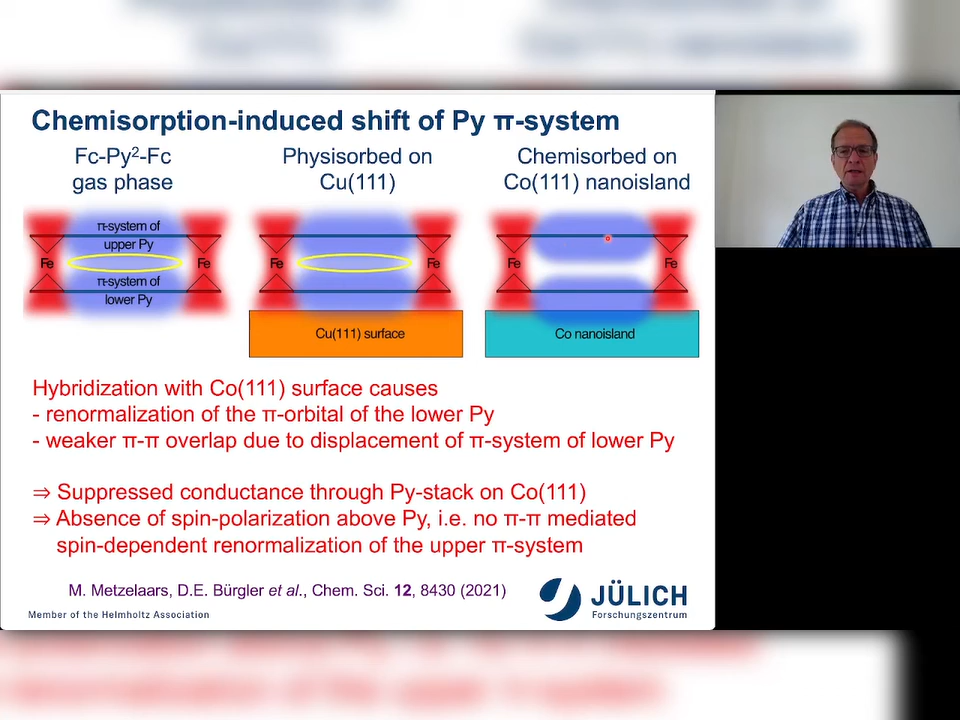 Chemisorption-induced shift of Py π-system
Fc-Py²-Fc
gas phase
Physisorbed on
Cu(111)
Chemisorbed on
Co(111) nanoisland
π-system of
upper Py
Fe
Fe
π-system of
lower Py
Fe
Fe
Cu(111) surface
Fe
Fe
Co nanoisland
Hybridization with Co(111) surface causes
- renormalization of the π-orbital of the lower Py
- weaker π-π overlap due to displacement of π-system of lower Py
⇒ Suppressed conductance through Py-stack on Co(111)
⇒ Absence of spin-polarization above Py, i.e. no π-π mediated
spin-dependent renormalization of the upper π-system
M. Metzelaars, D.E. Bürgler et al., Chem. Sci. 12, 8430 (2021)
Member of the Helmholtz Association
JÜLICH
Forschungszentrum